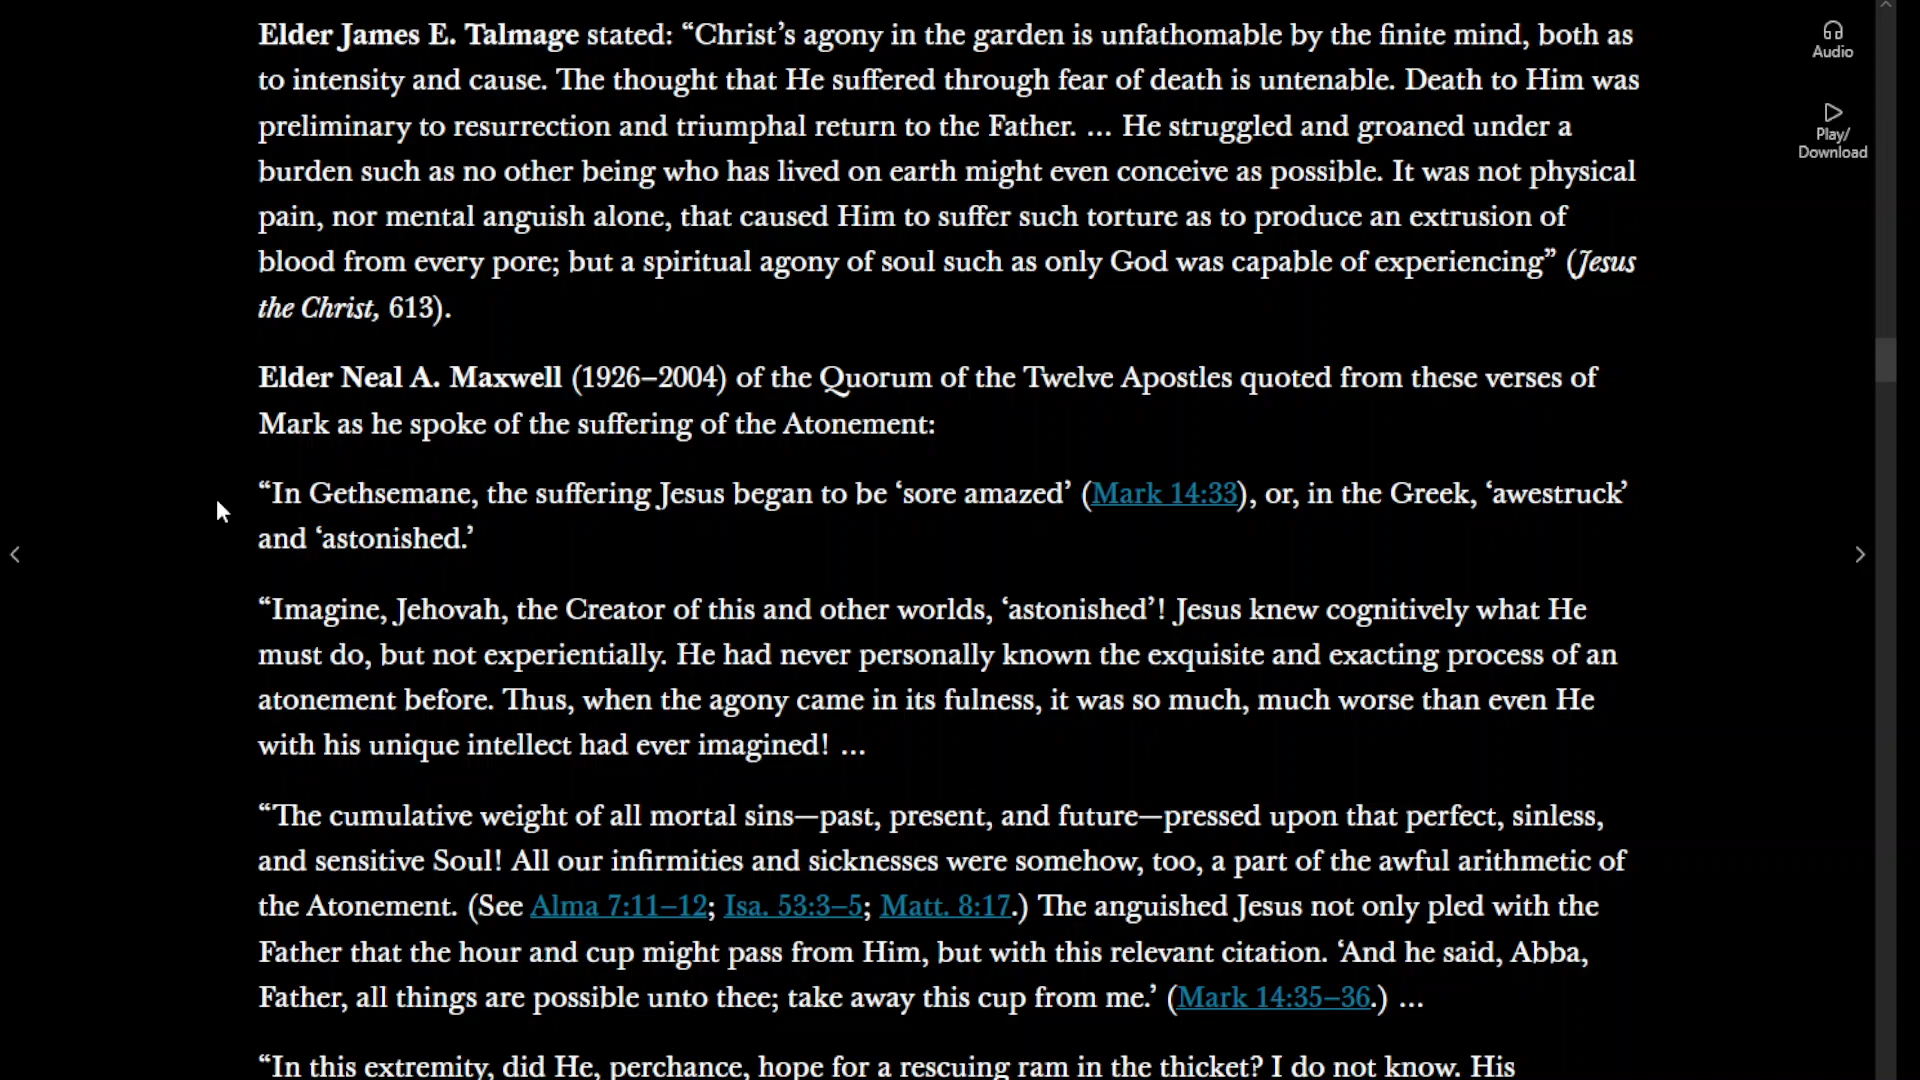 Elder James E. Talmage stated: “Christ’s agony in the garden is unfathomable by the finite mind, both as
to intensity and cause. The thought that He suffered through fear of death is untenable. Death to Him was
preliminary to resurrection and triumphal return to the Father. … He struggled and groaned under a
burden such as no other being who has lived on earth might even conceive as possible. It was not physical
pain, nor mental anguish alone, that caused Him to suffer such torture as to produce an extrusion of
blood from every pore; but a spiritual agony of soul such as only God was capable of experiencing” (Jesus
the Christ, 613).
Elder Neal A. Maxwell (1926–2004) of the Quorum of the Twelve Apostles quoted from these verses of
Mark as he spoke of the suffering of the Atonement:
“In Gethsemane, the suffering Jesus began to be ‘sore amazed’ (Mark 14:33), or, in the Greek, ‘awestruck’
and ‘astonished.’
“Imagine, Jehovah, the Creator of this and other worlds, ‘astonished’! Jesus knew cognitively what He
must do, but not experientially. He had never personally known the exquisite and exacting process of an
atonement before. Thus, when the agony came in its fulness, it was so much, much worse than even He
with his unique intellect had ever imagined! …
“The cumulative weight of all mortal sins—past, present, and future—pressed upon that perfect, sinless,
and sensitive Soul! All our infirmities and sicknesses were somehow, too, a part of the awful arithmetic of
the Atonement. (See Alma 7:11–12; Isa. 53:3–5; Matt. 8:17.) The anguished Jesus not only pled with the
Father that the hour and cup might pass from Him, but with this relevant citation. ‘And he said, Abba,
Father, all things are possible unto thee; take away this cup from me.’ (Mark 14:35–36.) …
“In this extremity, did He, perchance, hope for a rescuing ram in the thicket? I do not know. His
Audio
Play/
Download